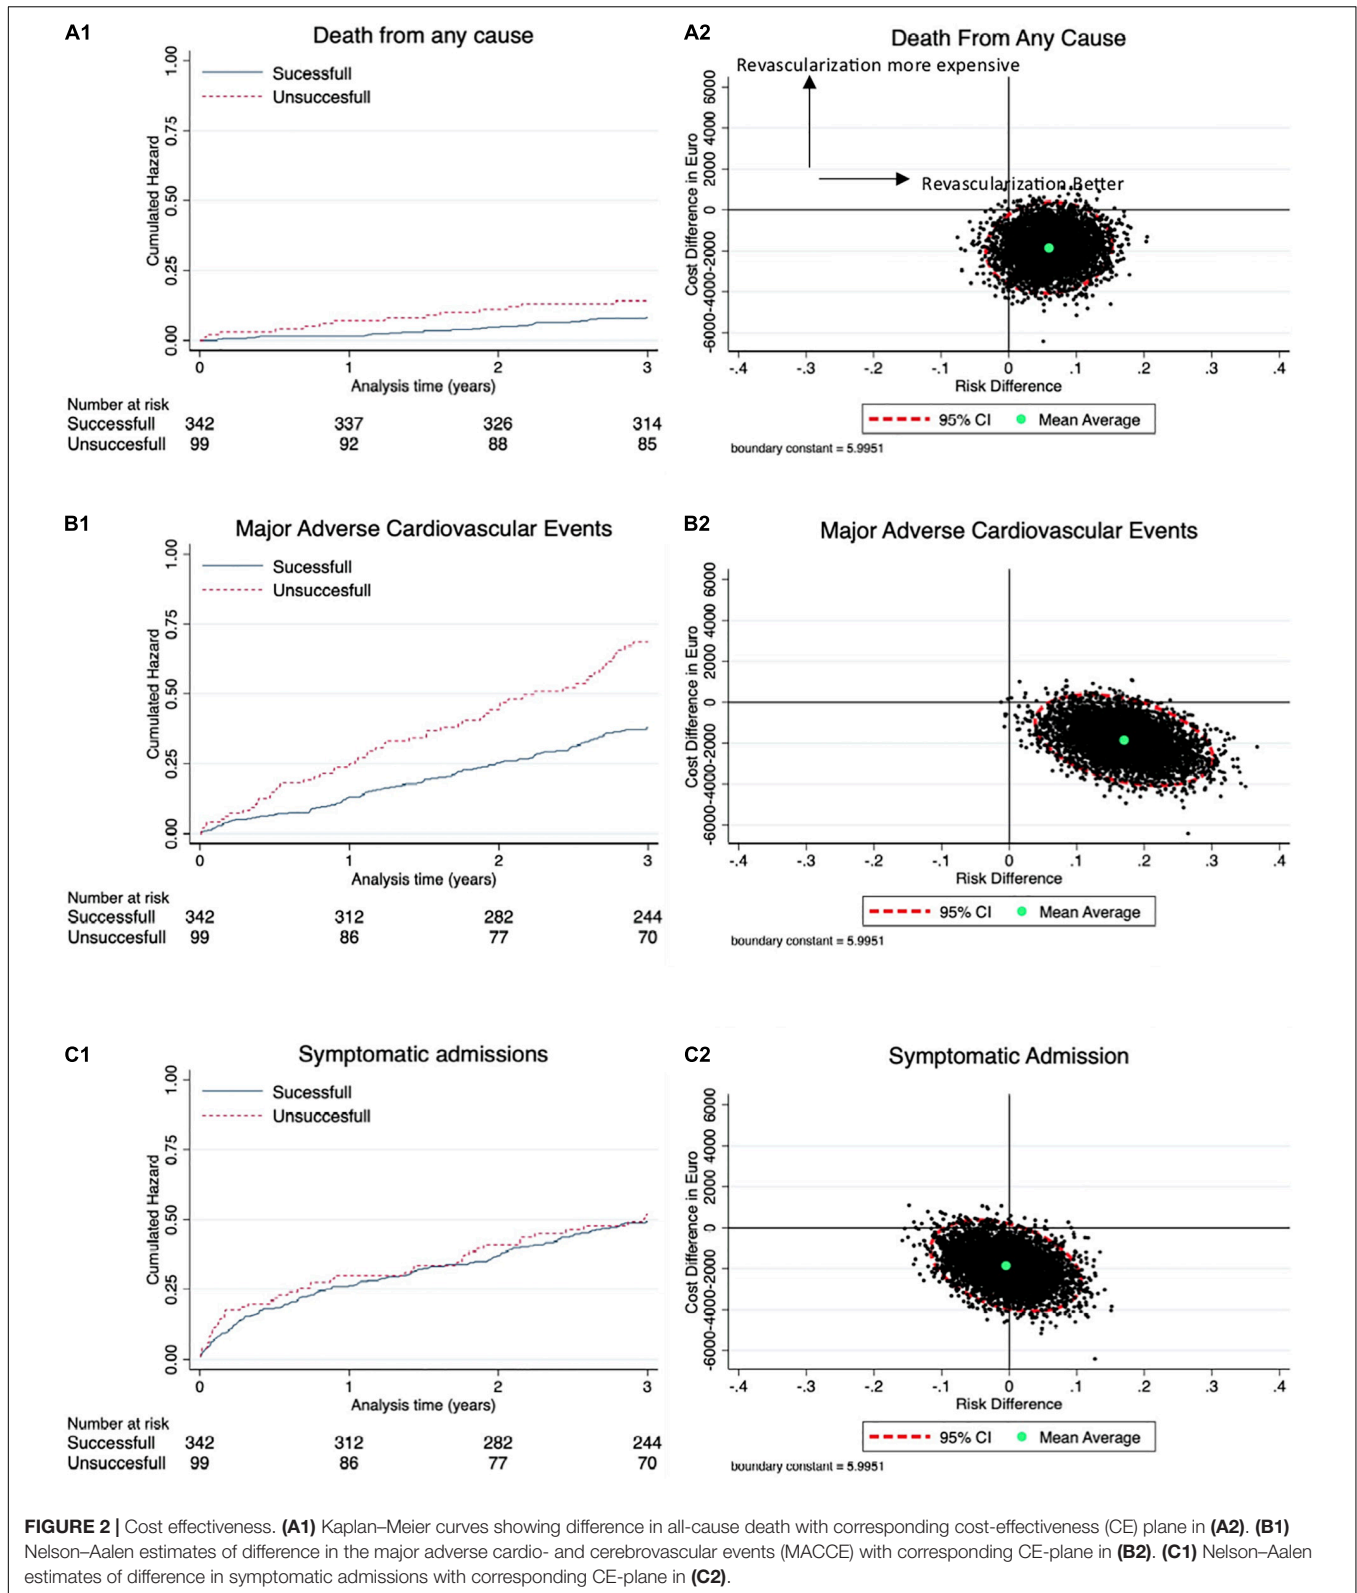 A1
Death from any cause
Sucessfull
Unsuccesfull
Cumulated Hazard
1.00
0.75
0.50
0.25
0.00
0 1 2 3
Analysis time (years)
Number at risk
Successfull 342 337 326 314
Unsuccesfull 99 92 88 85
A2
Death From Any Cause
Revascularization more expensive
Revascularization Better
Cost Difference in Euro
6000
4000
2000
0
-2000
-4000
-6000
-.4 -.3 -.2 -.1 0 .1 .2 .3 .4
Risk Difference
95% CI Mean Average
boundary constant = 5.9951
B1
Major Adverse Cardiovascular Events
Sucessfull
Unsuccesfull
Cumulated Hazard
1.00
0.75
0.50
0.25
0.00
0 1 2 3
Analysis time (years)
Number at risk
Successfull 342 312 282 244
Unsuccesfull 99 86 77 70
B2
Major Adverse Cardiovascular Events
Cost Difference in Euro
6000
4000
2000
0
-2000
-4000
-6000
-.4 -.3 -.2 -.1 0 .1 .2 .3 .4
Risk Difference
95% CI Mean Average
boundary constant = 5.9951
C1
Symptomatic admissions
Sucessfull
Unsuccesfull
Cumulated Hazard
1.00
0.75
0.50
0.25
0.00
0 1 2 3
Analysis time (years)
Number at risk
Successfull 342 312 282 244
Unsuccesfull 99 86 77 70
C2
Symptomatic Admission
Cost Difference in Euro
6000
4000
2000
0
-2000
-4000
-6000
-.4 -.3 -.2 -.1 0 .1 .2 .3 .4
Risk Difference
95% CI Mean Average
boundary constant = 5.9951
FIGURE 2 | Cost effectiveness. (A1) Kaplan–Meier curves showing difference in all-cause death with corresponding cost-effectiveness (CE) plane in (A2). (B1)
Nelson–Aalen estimates of difference in the major adverse cardio- and cerebrovascular events (MACCE) with corresponding CE-plane in (B2). (C1) Nelson–Aalen
estimates of difference in symptomatic admissions with corresponding CE-plane in (C2).